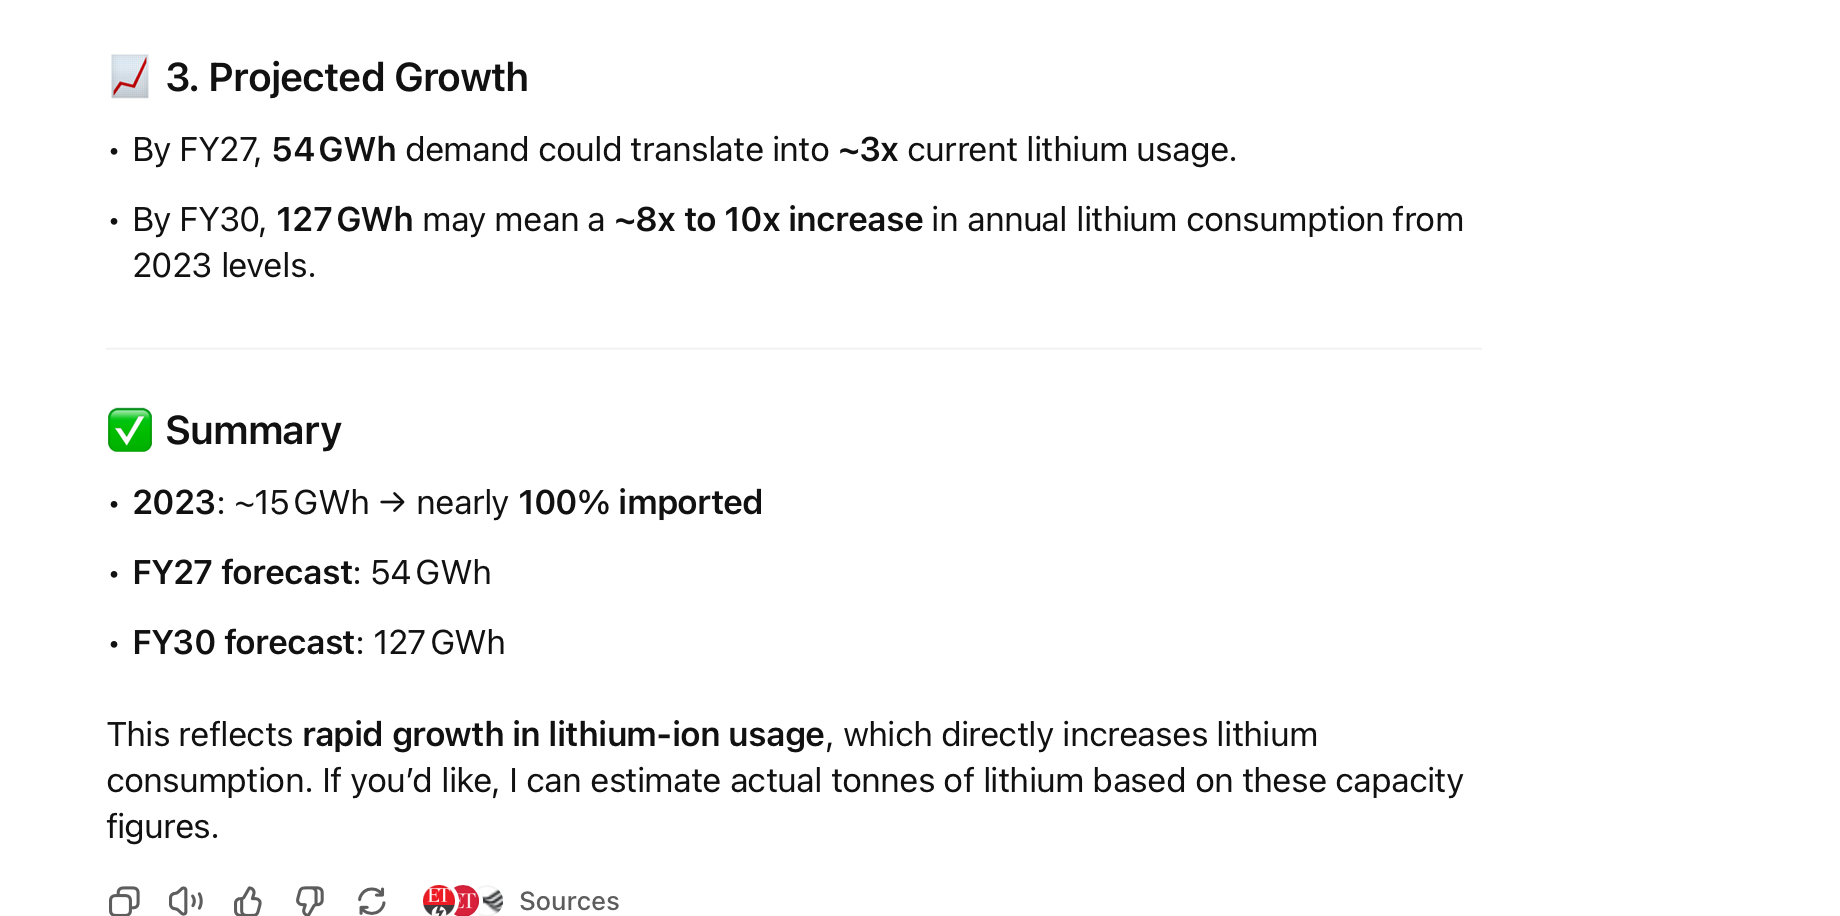 📈 3. Projected Growth
• By FY27, 54 GWh demand could translate into ~3x current lithium usage.
• By FY30, 127 GWh may mean a ~8x to 10x increase in annual lithium consumption from
2023 levels.
✅ Summary
• 2023: ~15 GWh → nearly 100% imported
• FY27 forecast: 54 GWh
• FY30 forecast: 127 GWh
This reflects rapid growth in lithium-ion usage, which directly increases lithium
consumption. If you’d like, I can estimate actual tonnes of lithium based on these capacity
figures.
ET ET Sources